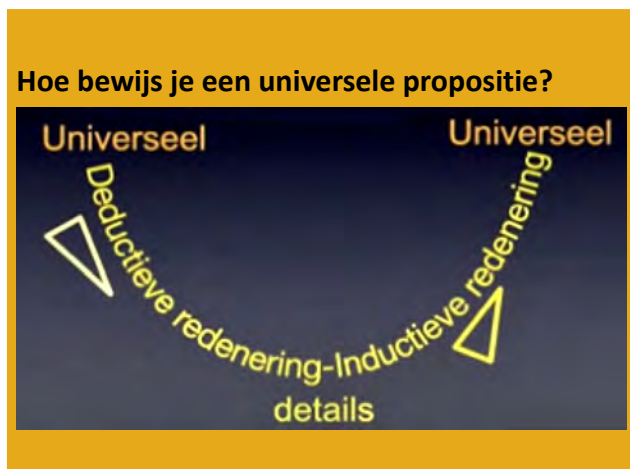 Hoe bewijs je een universele propositie?
Universeel
Universeel
Deductieve redenering-Inductieve redenering
details